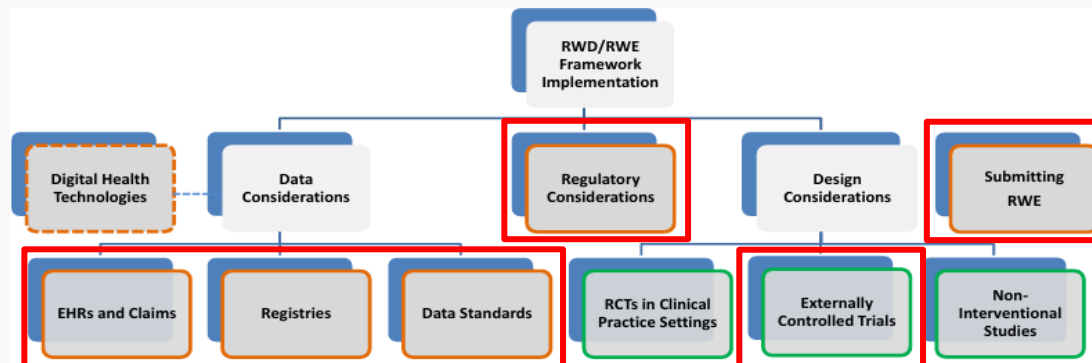 RWD/RWE
Framework
Implementation
Digital Health
Technologies
Data
Considerations
Regulatory
Considerations
Design
Considerations
Submitting
RWE
EHRs and Claims
Registries
Data Standards
RCTs in Clinical
Practice Settings
Externally
Controlled Trials
Non-
Interventional
Studies